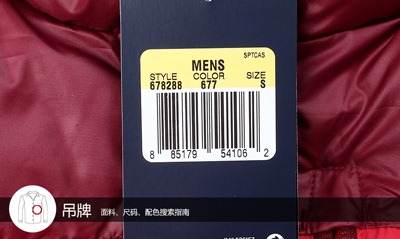 SPTCAS
MENS
STYLE COLOR SIZE
678288 677 S
8 85179 54106 2
吊牌 面料、尺码、配色搜索指南